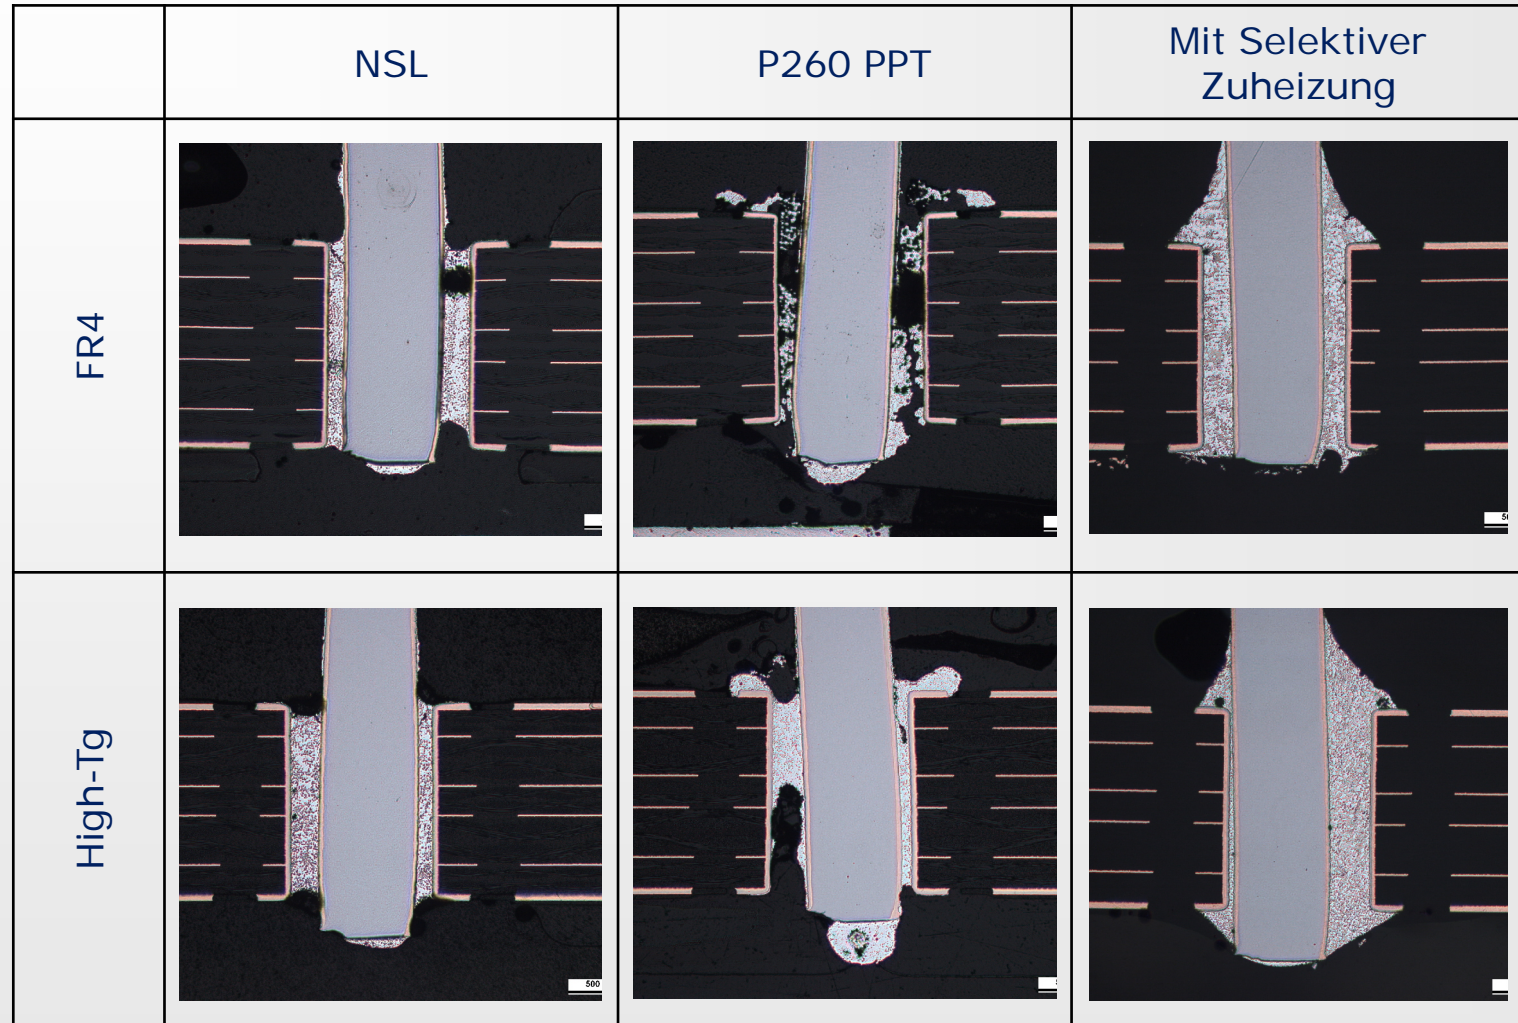 NSL
P260 PPT
Mit Selektiver
Zuheizung
FR4
High-Tg
500